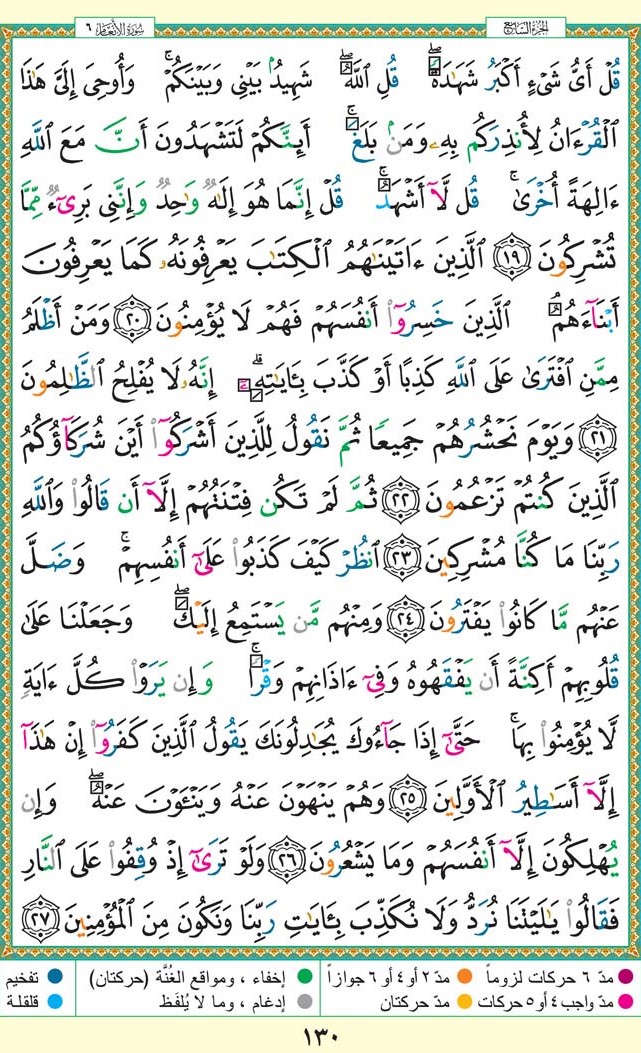 الجزء السابع
سورة الأنعام ٦
قُلۡ أَىُّ شَىۡءٍ أَكۡبَرُ شَهَـٰدَةً ۖ قُلِ ٱللَّهُ ۖ شَهِيدُۢ بَيۡنِى وَبَيۡنَكُمۡ ۚ وَأُوحِىَ إِلَىَّ هَـٰذَا
ٱلۡقُرۡءَانُ لِأُنذِرَكُم بِهِۦ وَمَنۢ بَلَغَ ۚ أَئِنَّكُمۡ لَتَشۡهَدُونَ أَنَّ مَعَ ٱللَّهِ
ءَالِهَةً أُخۡرَىٰ ۚ قُل لَّآ أَشۡهَدُ ۚ قُلۡ إِنَّمَا هُوَ إِلَـٰهٌ وَٰحِدٌ وَإِنَّنِى بَرِىٓءٌ مِّمَّا
تُشۡرِكُونَ ١٩ ٱلَّذِينَ ءَاتَيۡنَـٰهُمُ ٱلۡكِتَـٰبَ يَعۡرِفُونَهُۥ كَمَا يَعۡرِفُونَ
أَبۡنَآءَهُمُ ۘ ٱلَّذِينَ خَسِرُوٓا۟ أَنفُسَهُمۡ فَهُمۡ لَا يُؤۡمِنُونَ ٢٠ وَمَنۡ أَظۡلَمُ
مِمَّنِ ٱفۡتَرَىٰ عَلَى ٱللَّهِ كَذِبًا أَوۡ كَذَّبَ بِـَٔايَـٰتِهِۦٓ ۗ إِنَّهُۥ لَا يُفۡلِحُ ٱلظَّـٰلِمُونَ
٢١ وَيَوۡمَ نَحۡشُرُهُمۡ جَمِيعًا ثُمَّ نَقُولُ لِلَّذِينَ أَشۡرَكُوٓا۟ أَيۡنَ شُرَكَآؤُكُمُ
ٱلَّذِينَ كُنتُمۡ تَزۡعُمُونَ ٢٢ ثُمَّ لَمۡ تَكُن فِتۡنَتُهُمۡ إِلَّآ أَن قَالُوا۟ وَٱللَّهِ
رَبِّنَا مَا كُنَّا مُشۡرِكِينَ ٢٣ ٱنظُرۡ كَيۡفَ كَذَبُوا۟ عَلَىٰٓ أَنفُسِهِمۡ ۚ وَضَلَّ
عَنۡهُم مَّا كَانُوا۟ يَفۡتَرُونَ ٢٤ وَمِنۡهُم مَّن يَسۡتَمِعُ إِلَيۡكَ ۖ وَجَعَلۡنَا عَلَىٰ
قُلُوبِهِمۡ أَكِنَّةً أَن يَفۡقَهُوهُ وَفِىٓ ءَاذَانِهِمۡ وَقۡرًا ۚ وَإِن يَرَوۡا۟ كُلَّ ءَايَةٍ
لَّا يُؤۡمِنُوا۟ بِهَا ۚ حَتَّىٰٓ إِذَا جَآءُوكَ يُجَـٰدِلُونَكَ يَقُولُ ٱلَّذِينَ كَفَرُوٓا۟ إِنۡ هَـٰذَآ
إِلَّآ أَسَـٰطِيرُ ٱلۡأَوَّلِينَ ٢٥ وَهُمۡ يَنۡهَوۡنَ عَنۡهُ وَيَنۡـَٔوۡنَ عَنۡهُ ۖ وَإِن
يُهۡلِكُونَ إِلَّآ أَنفُسَهُمۡ وَمَا يَشۡعُرُونَ ٢٦ وَلَوۡ تَرَىٰٓ إِذۡ وُقِفُوا۟ عَلَى ٱلنَّارِ
فَقَالُوا۟ يَـٰلَيۡتَنَا نُرَدُّ وَلَا نُكَذِّبَ بِـَٔايَـٰتِ رَبِّنَا وَنَكُونَ مِنَ ٱلۡمُؤۡمِنِينَ ٢٧
مدّ ٦ حركات لزوماً مدّ ٢ أو ٤ أو ٦ جوازاً إخفاء ، ومواقع الغُنَّة (حركتان) تفخيم
مدّ واجب ٤ أو ٥ حركات مدّ حركتان إدغام ، وما لا يُلفَظ قلقلة
١٣٠